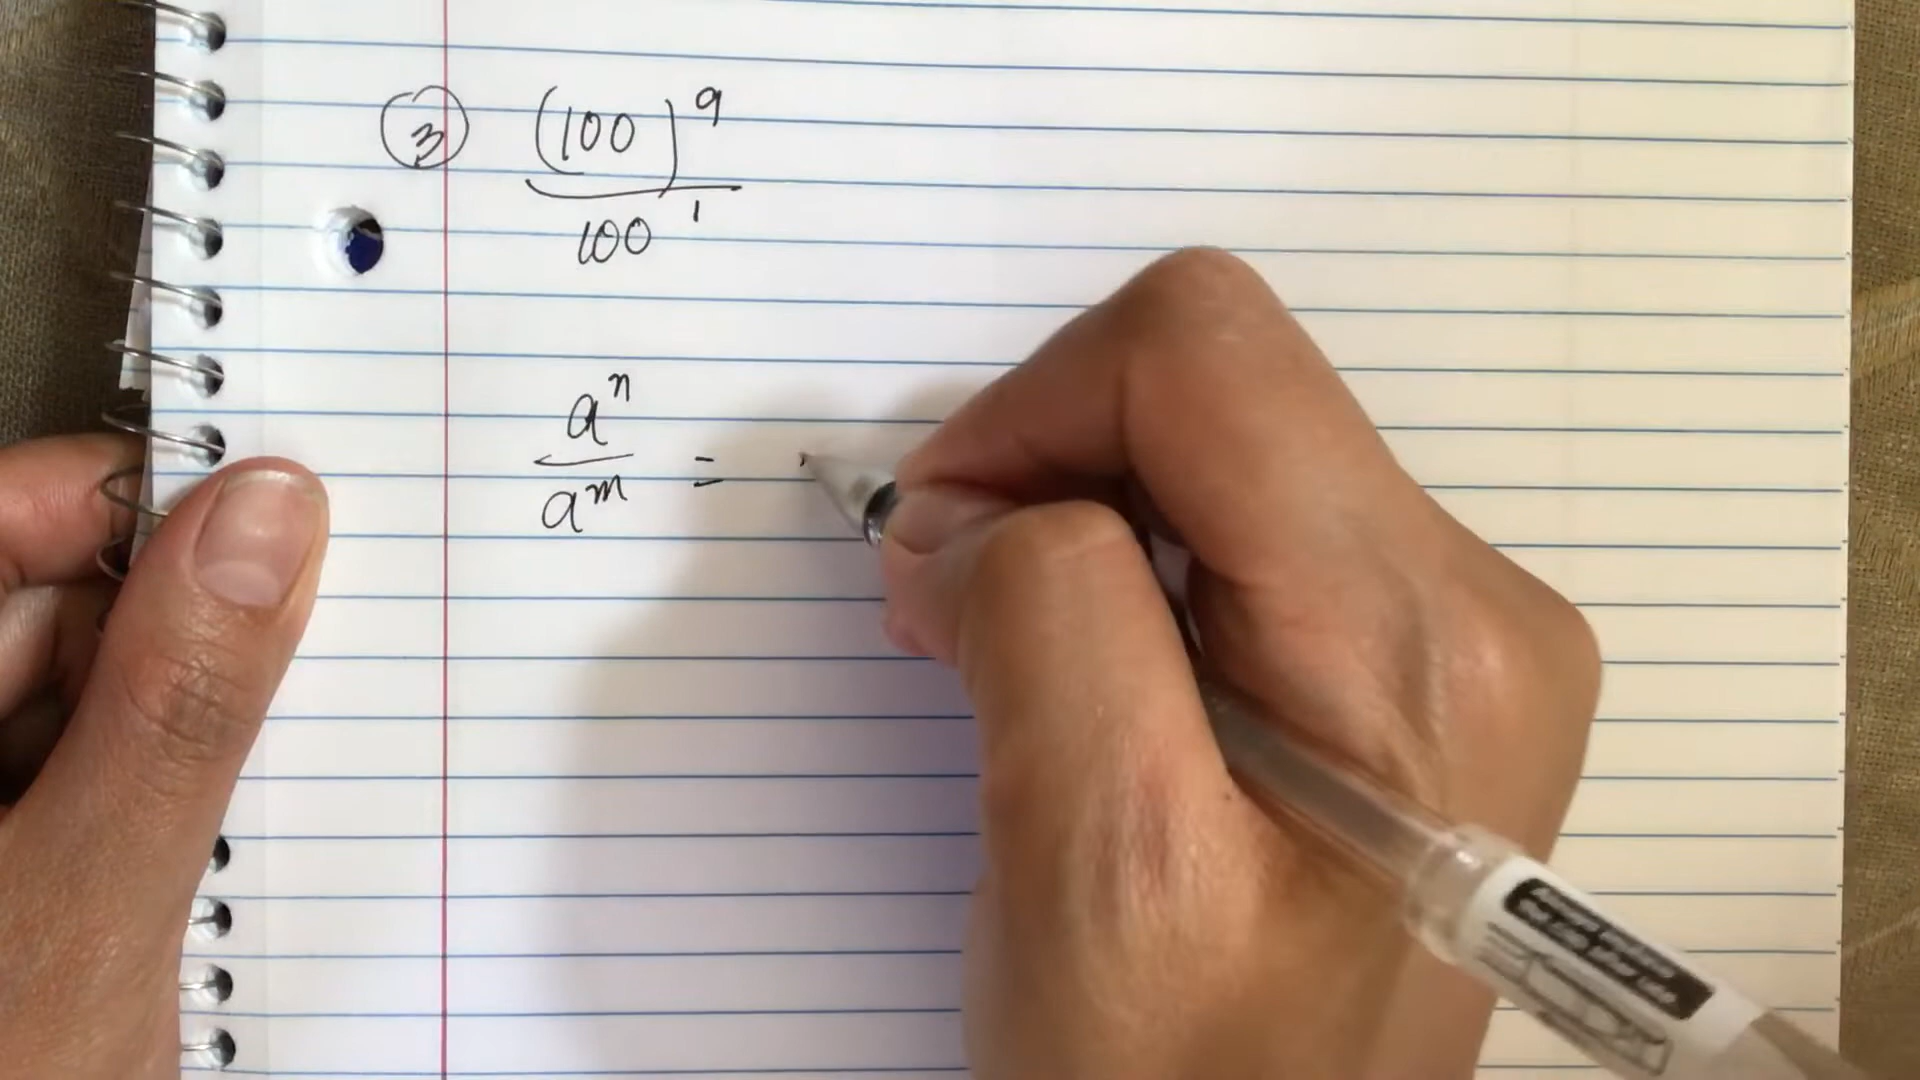 ③ (100)^9
100^1
a^n
a^m =